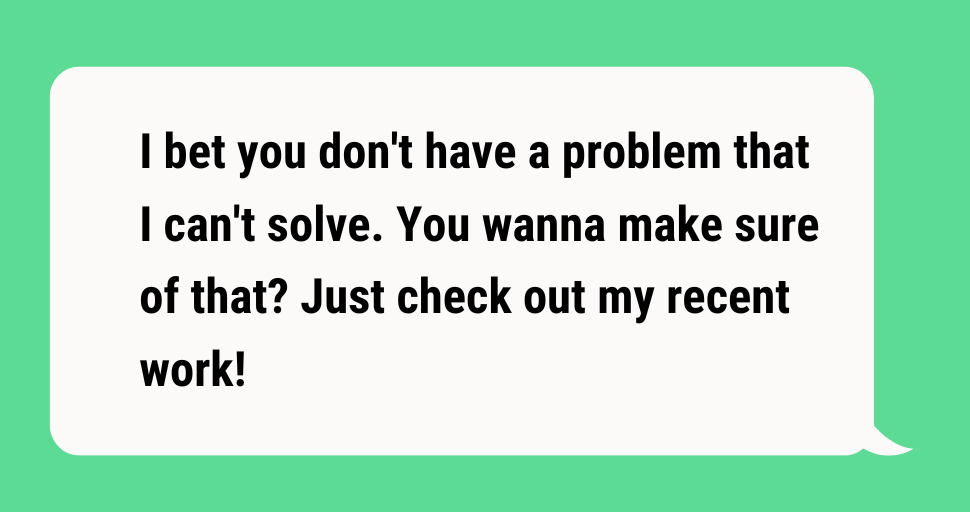 I bet you don't have a problem that
I can't solve. You wanna make sure
of that? Just check out my recent
work!